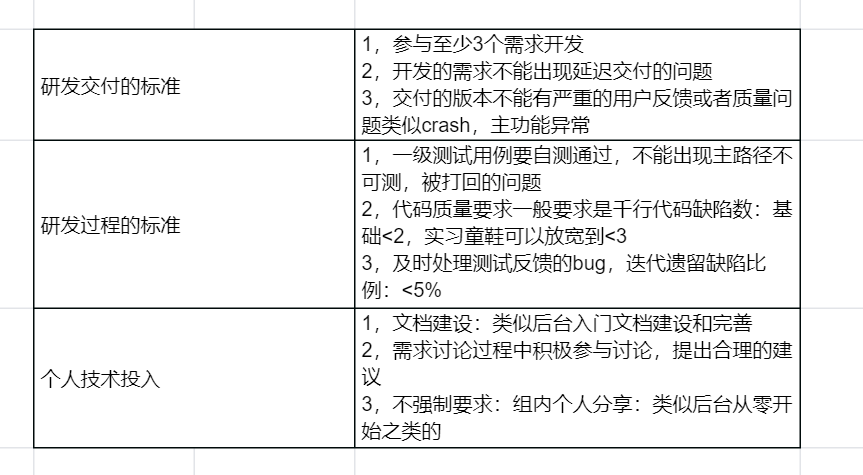 研发交付的标准
1，参与至少3个需求开发
2，开发的需求不能出现延迟交付的问题
3，交付的版本不能有严重的用户反馈或者质量问
题类似crash，主功能异常
研发过程的标准
1，一级测试用例要自测通过，不能出现主路径不
可测，被打回的问题
2，代码质量要求一般要求是千行代码缺陷数：基
础<2，实习童鞋可以放宽到<3
3，及时处理测试反馈的bug，迭代遗留缺陷比
例：<5%
个人技术投入
1，文档建设：类似后台入门文档建设和完善
2，需求讨论过程中积极参与讨论，提出合理的建
议
3，不强制要求：组内个人分享：类似后台从零开
始之类的